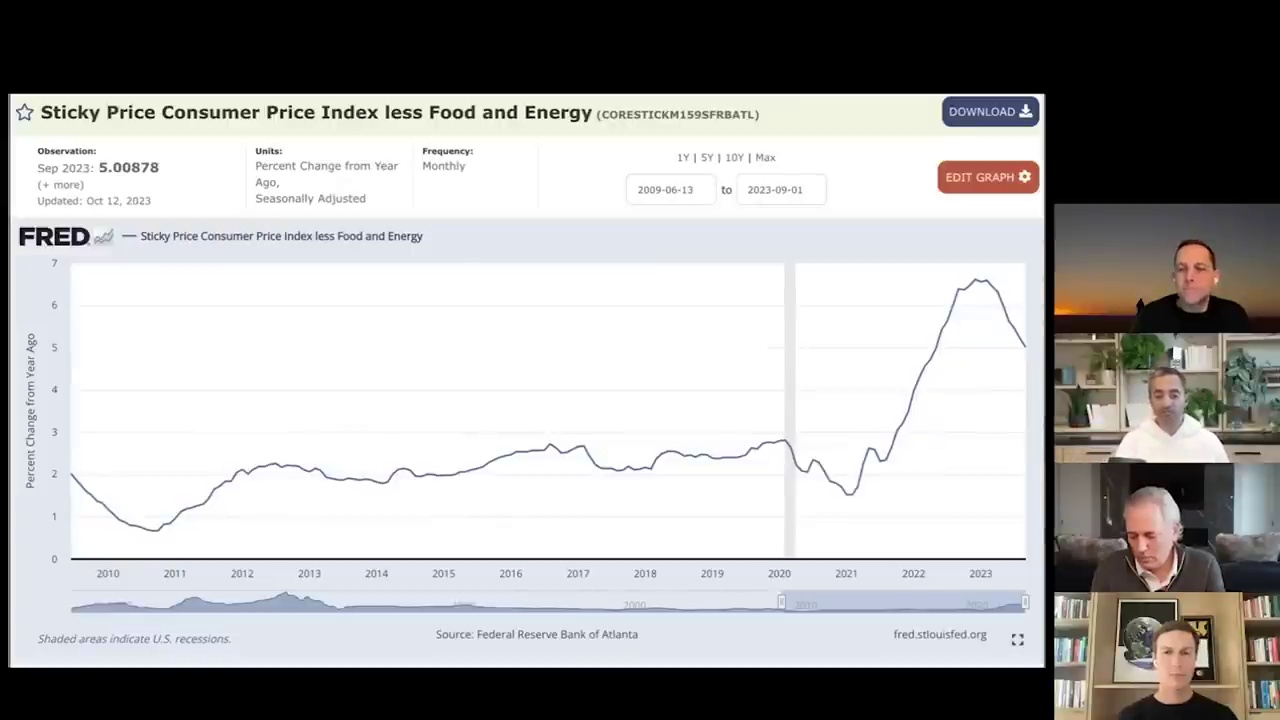 Sticky Price Consumer Price Index less Food and Energy (CORESTICKM159SFRBATL)
DOWNLOAD
Observation:
Sep 2023: 5.00878
(+ more)
Updated: Oct 12, 2023
Units:
Percent Change from Year
Ago,
Seasonally Adjusted
Frequency:
Monthly
1Y | 5Y | 10Y | Max
2009-06-13 to 2023-09-01
EDIT GRAPH
FRED
Sticky Price Consumer Price Index less Food and Energy
Percent Change from Year Ago
7
6
5
4
3
2
1
0
2010 2011 2012 2013 2014 2015 2016 2017 2018 2019 2020 2021 2022 2023
2000 2010 2020
Shaded areas indicate U.S. recessions.
Source: Federal Reserve Bank of Atlanta
fred.stlouisfed.org